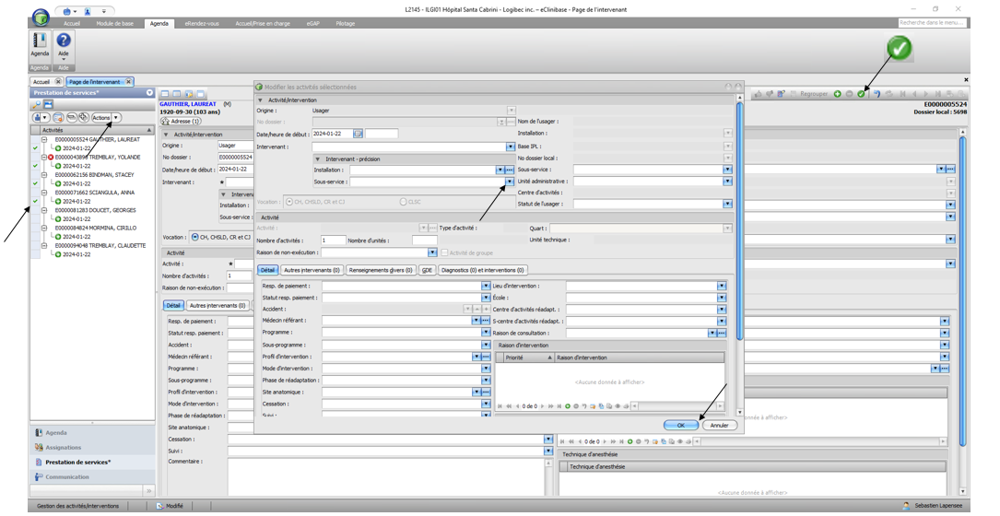 L2145 - ILGI01 Hôpital Santa Cabrini - Logibec inc. – eClinibase - Page de l'intervenant
Accueil Module de base Agenda eRendez-vous Accueil/Prise en charge eGAP Pilotage
Recherche dans le menu...
Agenda Aide
Agenda Aide
Accueil Page de l'intervenant
Prestation de services*
Regrouper
Actions
Activités
E0000005524 GAUTHIER, LAUREAT
2024-01-22
E0000043898 TREMBLAY, YOLANDE
2024-01-22
E0000062156 BINDMAN, STACEY
2024-01-22
E0000071662 SCIANGULA, ANNA
2024-01-22
E0000081283 DOUCET, GEORGES
2024-01-22
E0000084824 MORMINA, CIRILLO
2024-01-22
E0000094048 TREMBLAY, CLAUDETTE
2024-01-22
Agenda
Assignations
Prestation de services*
Communication
GAUTHIER, LAUREAT (M)
1920-09-30 (103 ans)
E0000005524
Dossier local : 5698
Adresse (1)
Activité/intervention
Origine : Usager
No dossier : E0000005524
Date/heure de début : 2024-01-22
Intervenant :
Installation :
Sous-service :
Vocation : CH, CHSLD, CR et CJ
Activité
Activité :
Nombre d'activités : 1
Raison de non-exécution :
Détail Autres intervenants (0)
Resp. de paiement :
Statut resp. paiement :
Accident :
Médecin référant :
Programme :
Sous-programme :
Profil d'intervention :
Mode d'intervention :
Phase de réadaptation :
Site anatomique :
Cessation :
Suivi :
Commentaire :
Modifier les activités sélectionnées
Activité/intervention
Origine : Usager
No dossier :
Nom de l'usager :
Date/heure de début : 2024-01-22
Installation :
Intervenant :
Base IPL :
Intervenant - précision
No dossier local :
Installation :
Sous-service :
Sous-service :
Unité administrative :
Centre d'activités :
Vocation : CH, CHSLD, CR et CJ CLSC
Statut de l'usager :
Activité
Activité :
Type d'activité :
Quart :
Nombre d'activités : 1
Nombre d'unités :
Unité technique :
Raison de non-exécution :
Activité de groupe
Détail Autres intervenants (0) Renseignements divers (0) GDE Diagnostics (0) et interventions (0)
Resp. de paiement :
Lieu d'intervention :
Statut resp. paiement :
École :
Accident :
Centre d'activités réadapt. :
Médecin référant :
S-centre d'activités réadapt. :
Programme :
Raison de consultation :
Sous-programme :
Raison d'intervention
Profil d'intervention :
Priorité Raison d'intervention
Mode d'intervention :
Phase de réadaptation :
<Aucune donnée à afficher>
Site anatomique :
Cessation :
0 de 0
OK Annuler
0 de 0
Technique d'anesthésie
Technique d'anesthésie
<Aucune donnée à afficher>
Gestion des activités/interventions Modifié Sebastien Lapensee